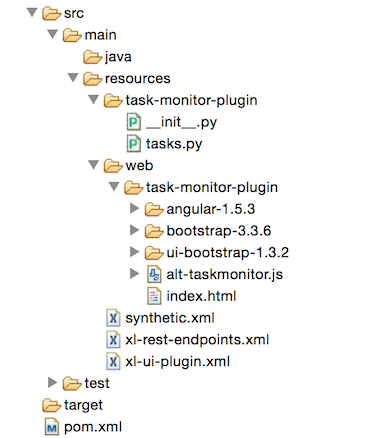 src
main
java
resources
task-monitor-plugin
__init__.py
tasks.py
web
task-monitor-plugin
angular-1.5.3
bootstrap-3.3.6
ui-bootstrap-1.3.2
alt-taskmonitor.js
index.html
synthetic.xml
xl-rest-endpoints.xml
xl-ui-plugin.xml
test
target
pom.xml